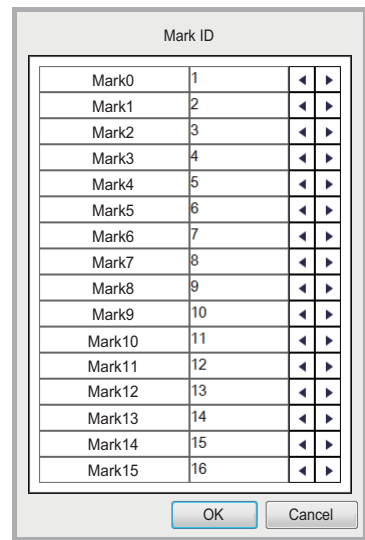 Mark ID
Mark0 1
Mark1 2
Mark2 3
Mark3 4
Mark4 5
Mark5 6
Mark6 7
Mark7 8
Mark8 9
Mark9 10
Mark10 11
Mark11 12
Mark12 13
Mark13 14
Mark14 15
Mark15 16
OK Cancel